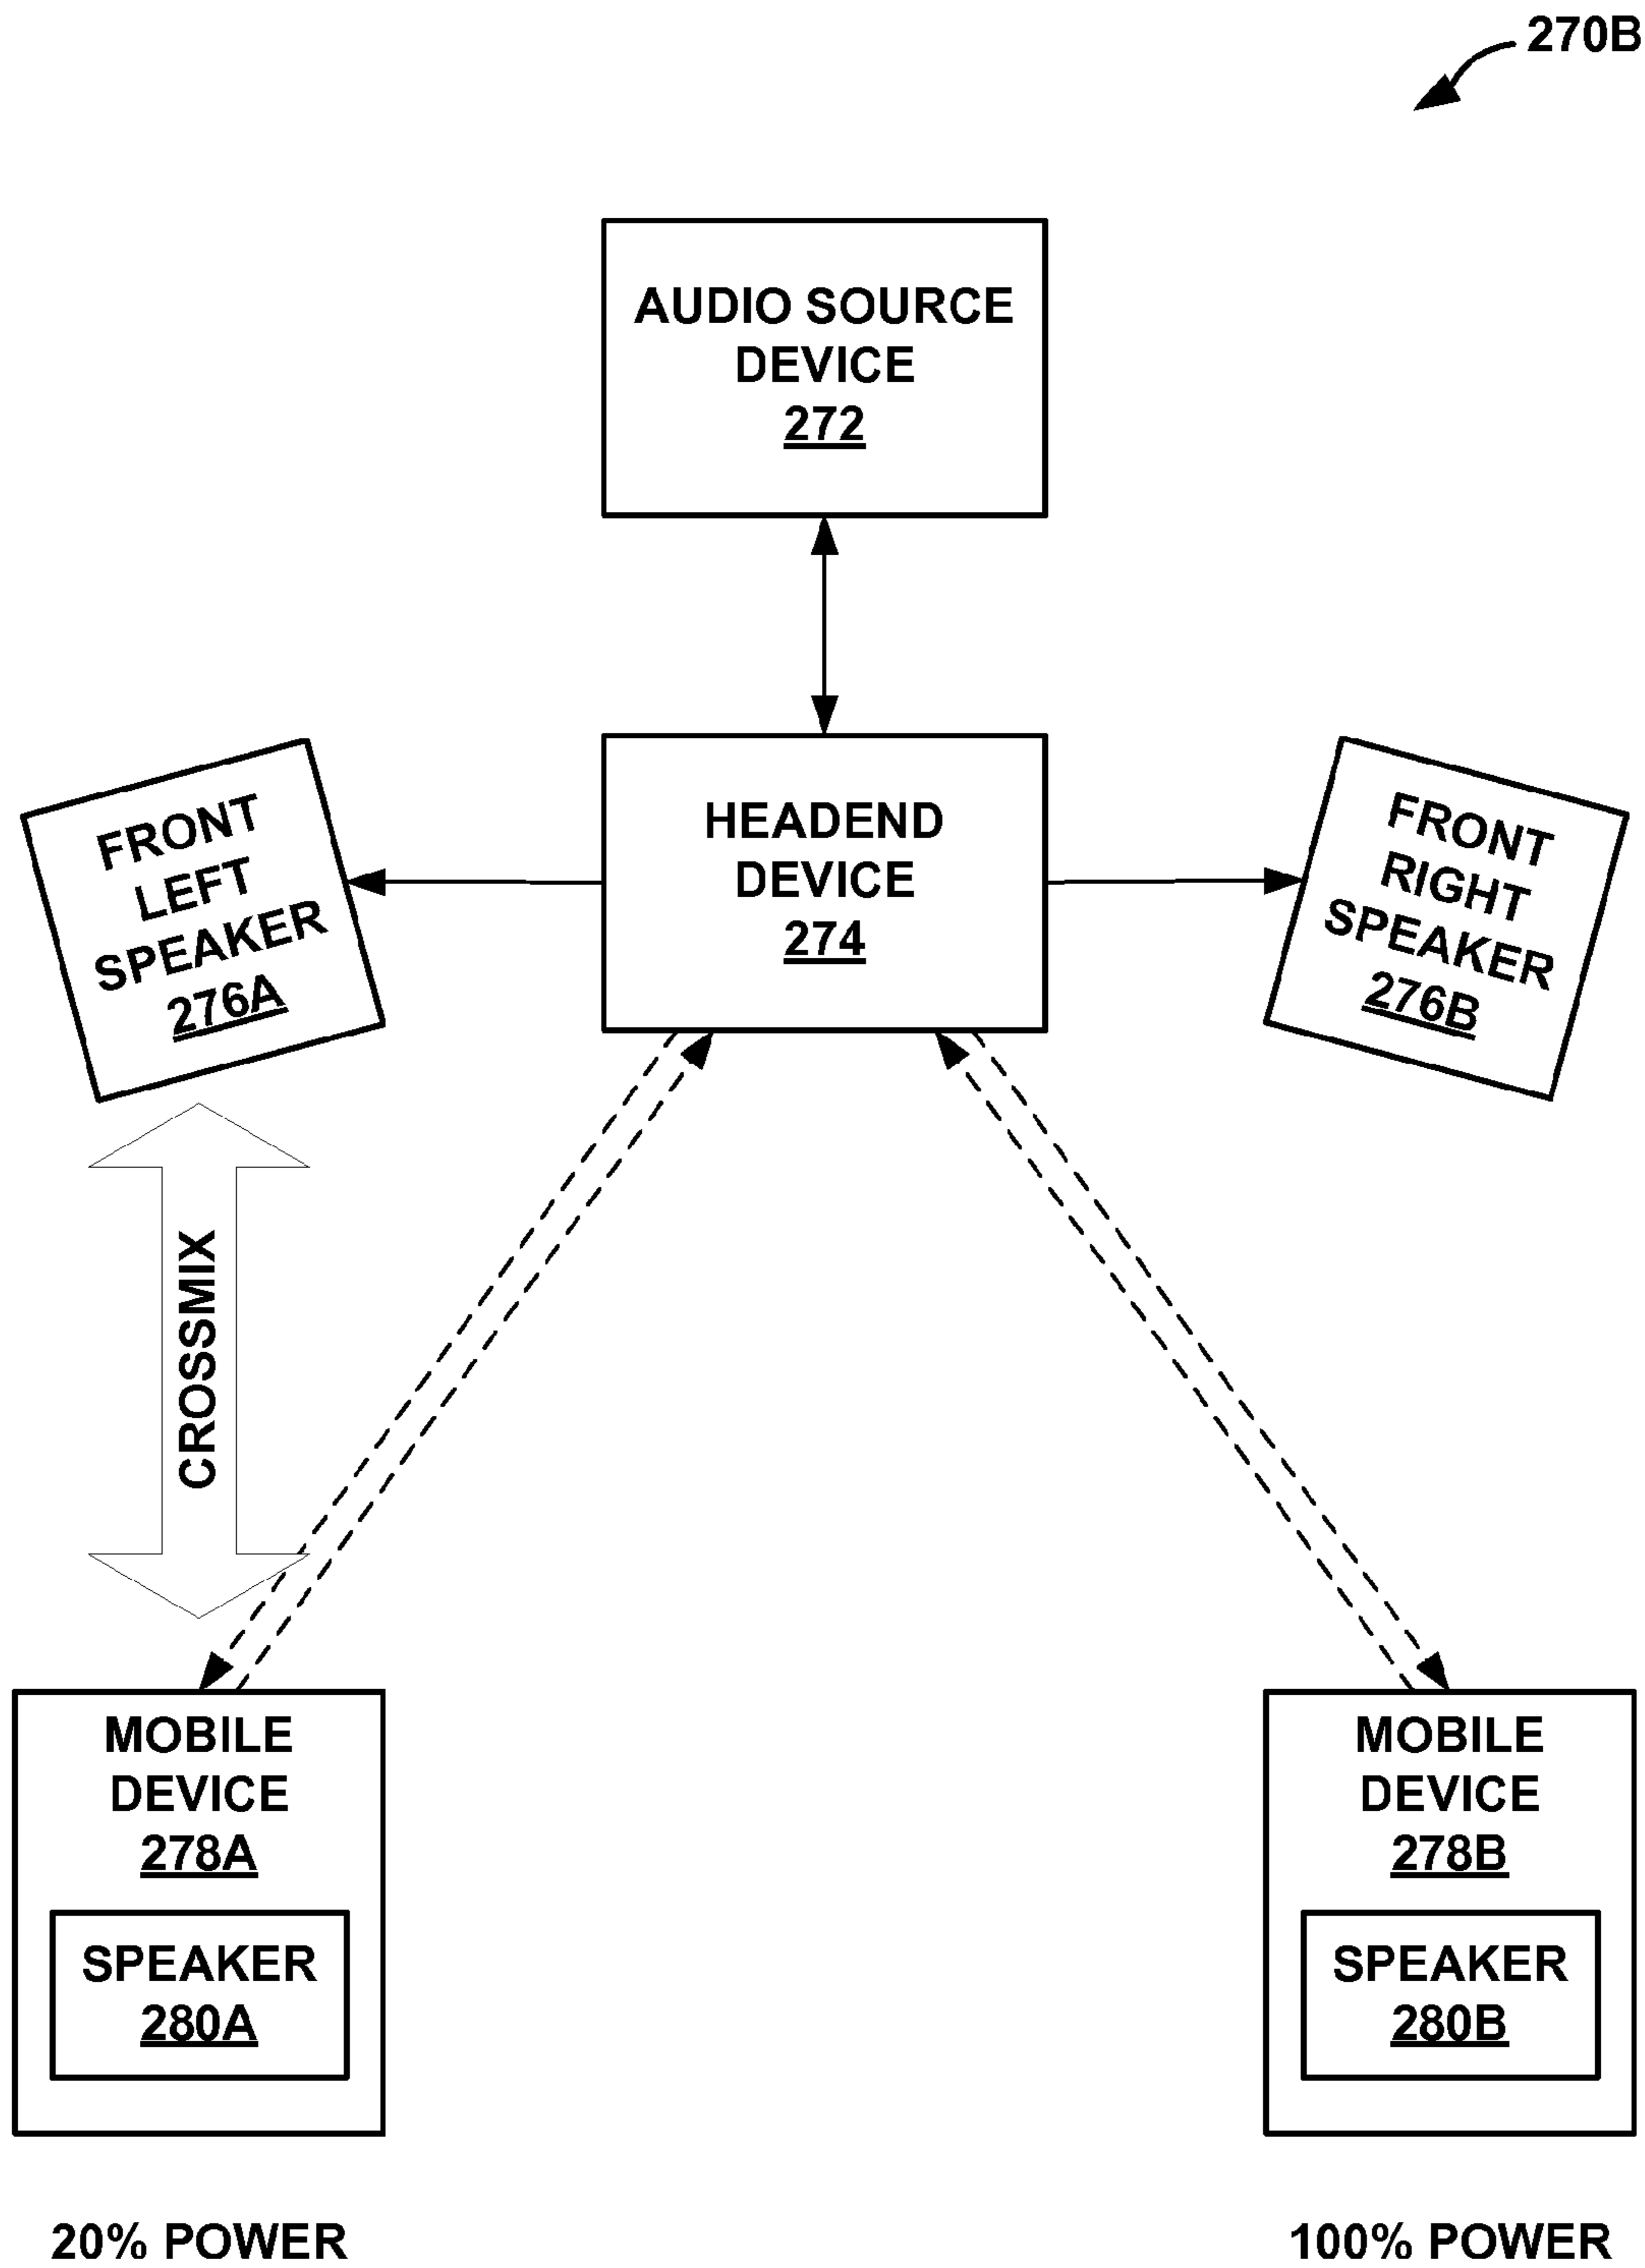 270B
AUDIO SOURCE
DEVICE
272
HEADEND
DEVICE
274
FRONT
LEFT
SPEAKER
276A
FRONT
RIGHT
SPEAKER
276B
CROSSMIX
MOBILE
DEVICE
278A
SPEAKER
280A
MOBILE
DEVICE
278B
SPEAKER
280B
20% POWER
100% POWER